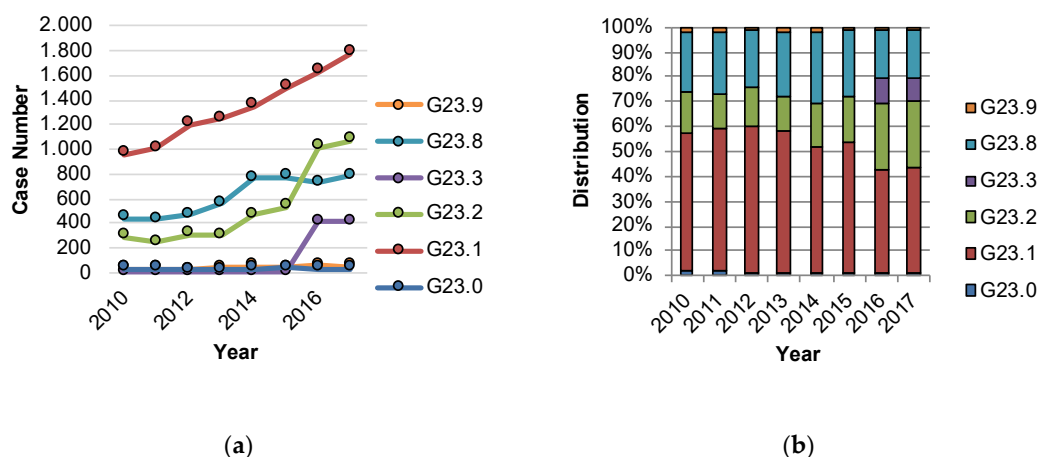 2.000
1.800
1.600
1.400
1.200
1.000
800
600
400
200
0
Case Number
2010
2012
2014
2016
Year
G23.9
G23.8
G23.3
G23.2
G23.1
G23.0
(a)
100%
90%
80%
70%
60%
50%
40%
30%
20%
10%
0%
Distribution
2010
2011
2012
2013
2014
2015
2016
2017
Year
G23.9
G23.8
G23.3
G23.2
G23.1
G23.0
(b)